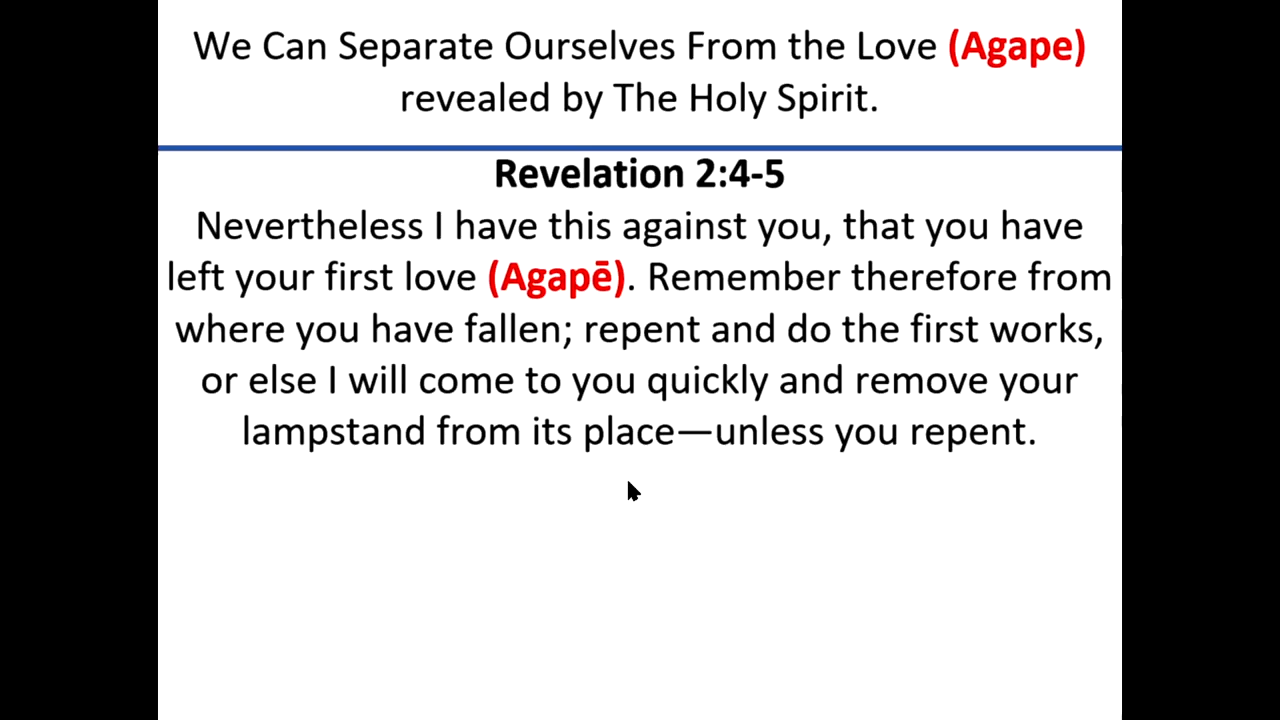 We Can Separate Ourselves From the Love (Agape)
revealed by The Holy Spirit.
Revelation 2:4-5
Nevertheless I have this against you, that you have
left your first love (Agapē). Remember therefore from
where you have fallen; repent and do the first works,
or else I will come to you quickly and remove your
lampstand from its place—unless you repent.